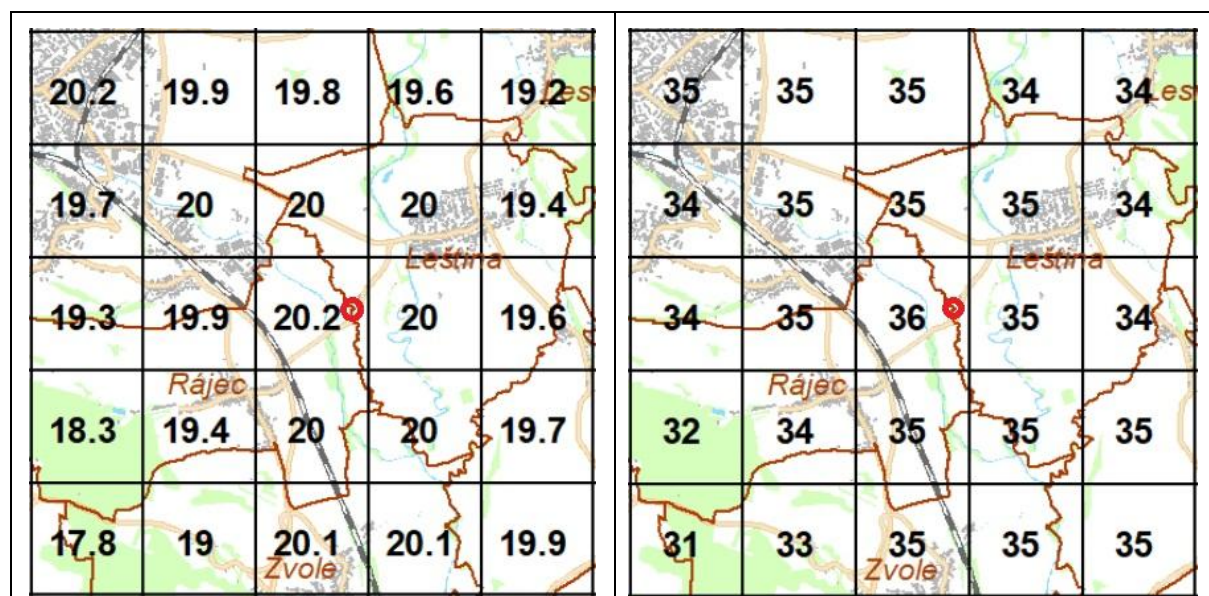 20.2 19.9 19.8 19.6 19.2 Les
19.7 20 20 20 19.4
Leština
19.3 19.9 20.2 20 19.6
Rájec
18.3 19.4 20 20 19.7
17.8 19 20.1 20.1 19.9
Zvole
35 35 35 34 34 Les
34 35 35 35 34
Leština
34 35 36 35 34
Rájec
32 34 35 35 35
31 33 35 35 35
Zvole